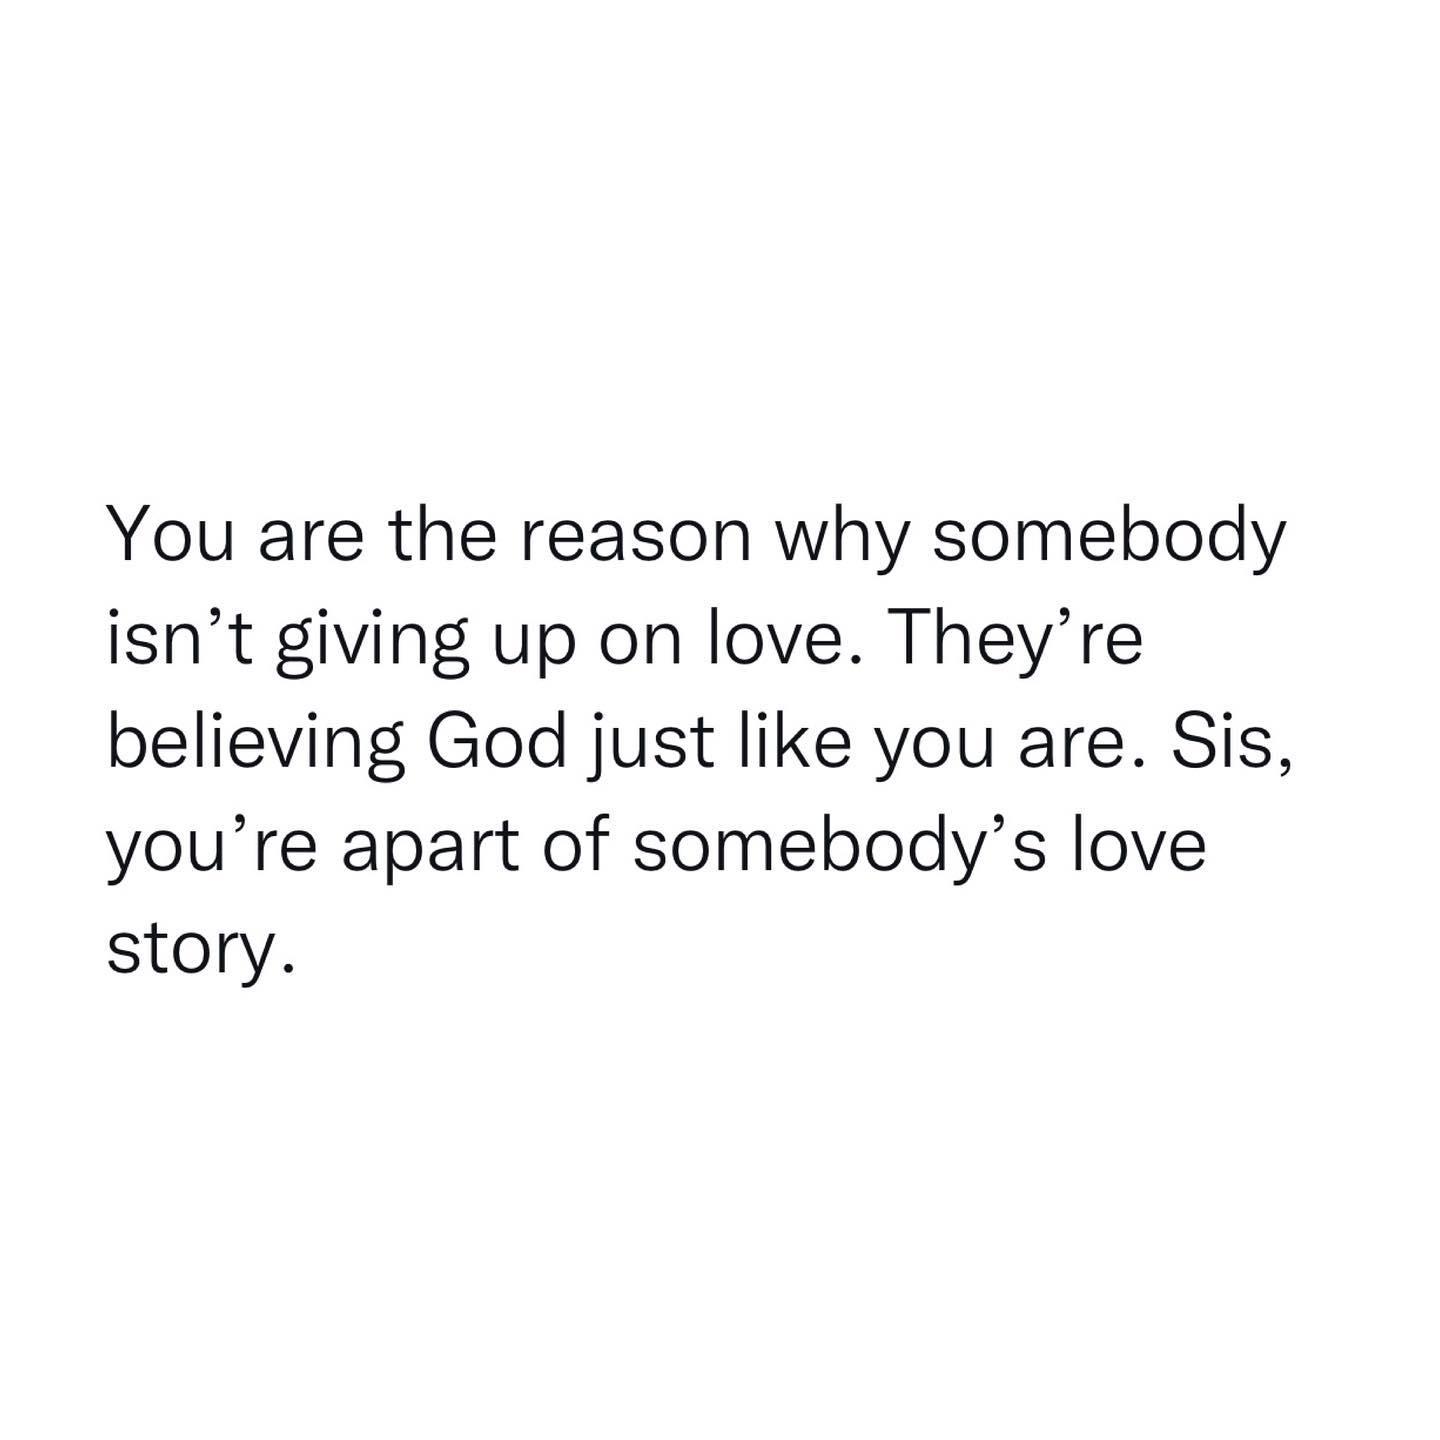 You are the reason why somebody
isn’t giving up on love. They’re
believing God just like you are. Sis,
you’re apart of somebody’s love
story.